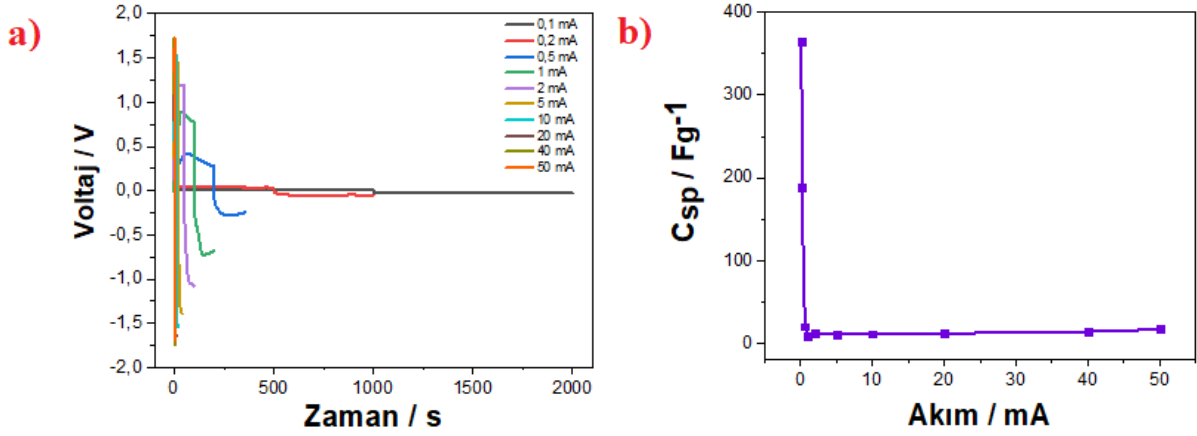 a)
2,0
1,5
1,0
0,5
0,0
-0,5
-1,0
-1,5
-2,0
Voltaj / V
0 500 1000 1500 2000
Zaman / s
0,1 mA
0,2 mA
0,5 mA
1 mA
2 mA
5 mA
10 mA
20 mA
40 mA
50 mA
b)
400
300
200
100
0
Csp / Fg-1
0 10 20 30 40 50
Akım / mA